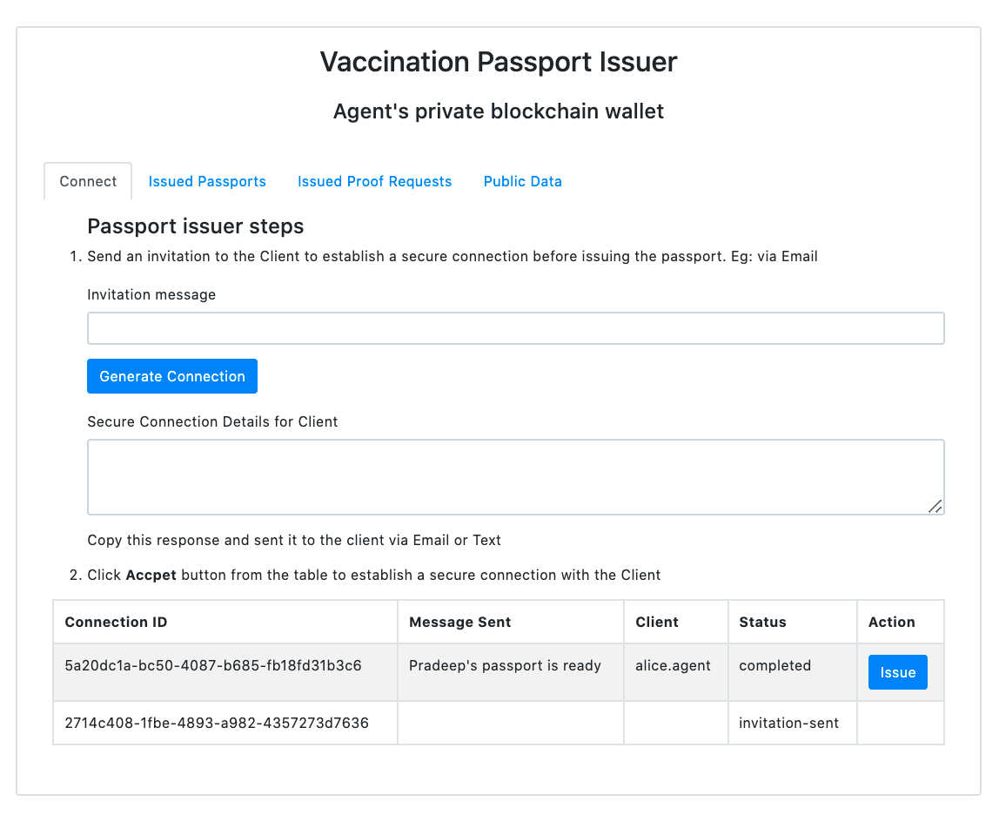 Vaccination Passport Issuer
Agent's private blockchain wallet
Connect Issued Passports Issued Proof Requests Public Data
Passport issuer steps
1. Send an invitation to the Client to establish a secure connection before issuing the passport. Eg: via Email
Invitation message
Generate Connection
Secure Connection Details for Client
Copy this response and sent it to the client via Email or Text
2. Click Accpet button from the table to establish a secure connection with the Client
Connection ID Message Sent Client Status Action
5a20dc1a-bc50-4087-b685-fb18fd31b3c6 Pradeep's passport is ready alice.agent completed Issue
2714c408-1fbe-4893-a982-4357273d7636 invitation-sent